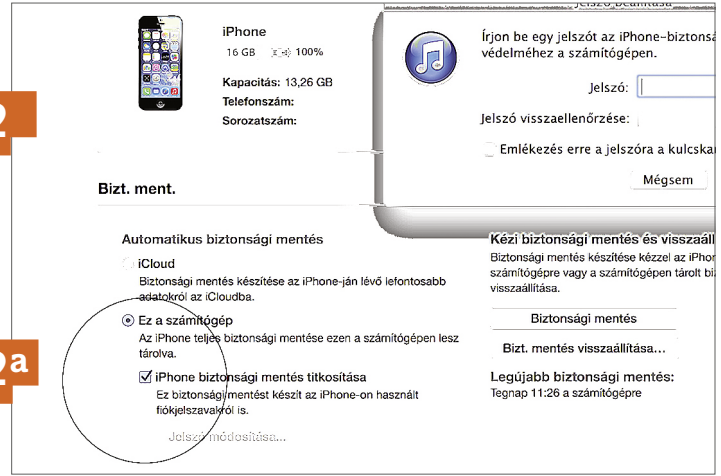 Jelszó beállítása
iPhone
16 GB 100%
Kapacitás: 13,26 GB
Telefonszám:
Sorozatszám:
Írjon be egy jelszót az iPhone-biztonsá
védelméhez a számítógépen.
Jelszó:
Jelszó visszaellenőrzése:
Emlékezés erre a jelszóra a kulcskar
Mégsem
2
Bizt. ment.
Automatikus biztonsági mentés
iCloud
Biztonsági mentés készítése az iPhone-ján lévő lefontosabb
adatokról az iCloudba.
Ez a számítógép
Az iPhone teljes biztonsági mentése ezen a számítógépen lesz
tárolva.
iPhone biztonsági mentés titkosítása
Ez biztonsági mentést készít az iPhone-on használt
fiókjelszavakról is.
Jelszó módosítása...
2a
Kézi biztonsági mentés és visszaáll
Biztonsági mentés készítése kézzel az iPhon
számítógépre vagy a számítógépen tárolt biz
visszaállítása.
Biztonsági mentés
Bizt. mentés visszaállítása...
Legújabb biztonsági mentés:
Tegnap 11:26 a számítógépre